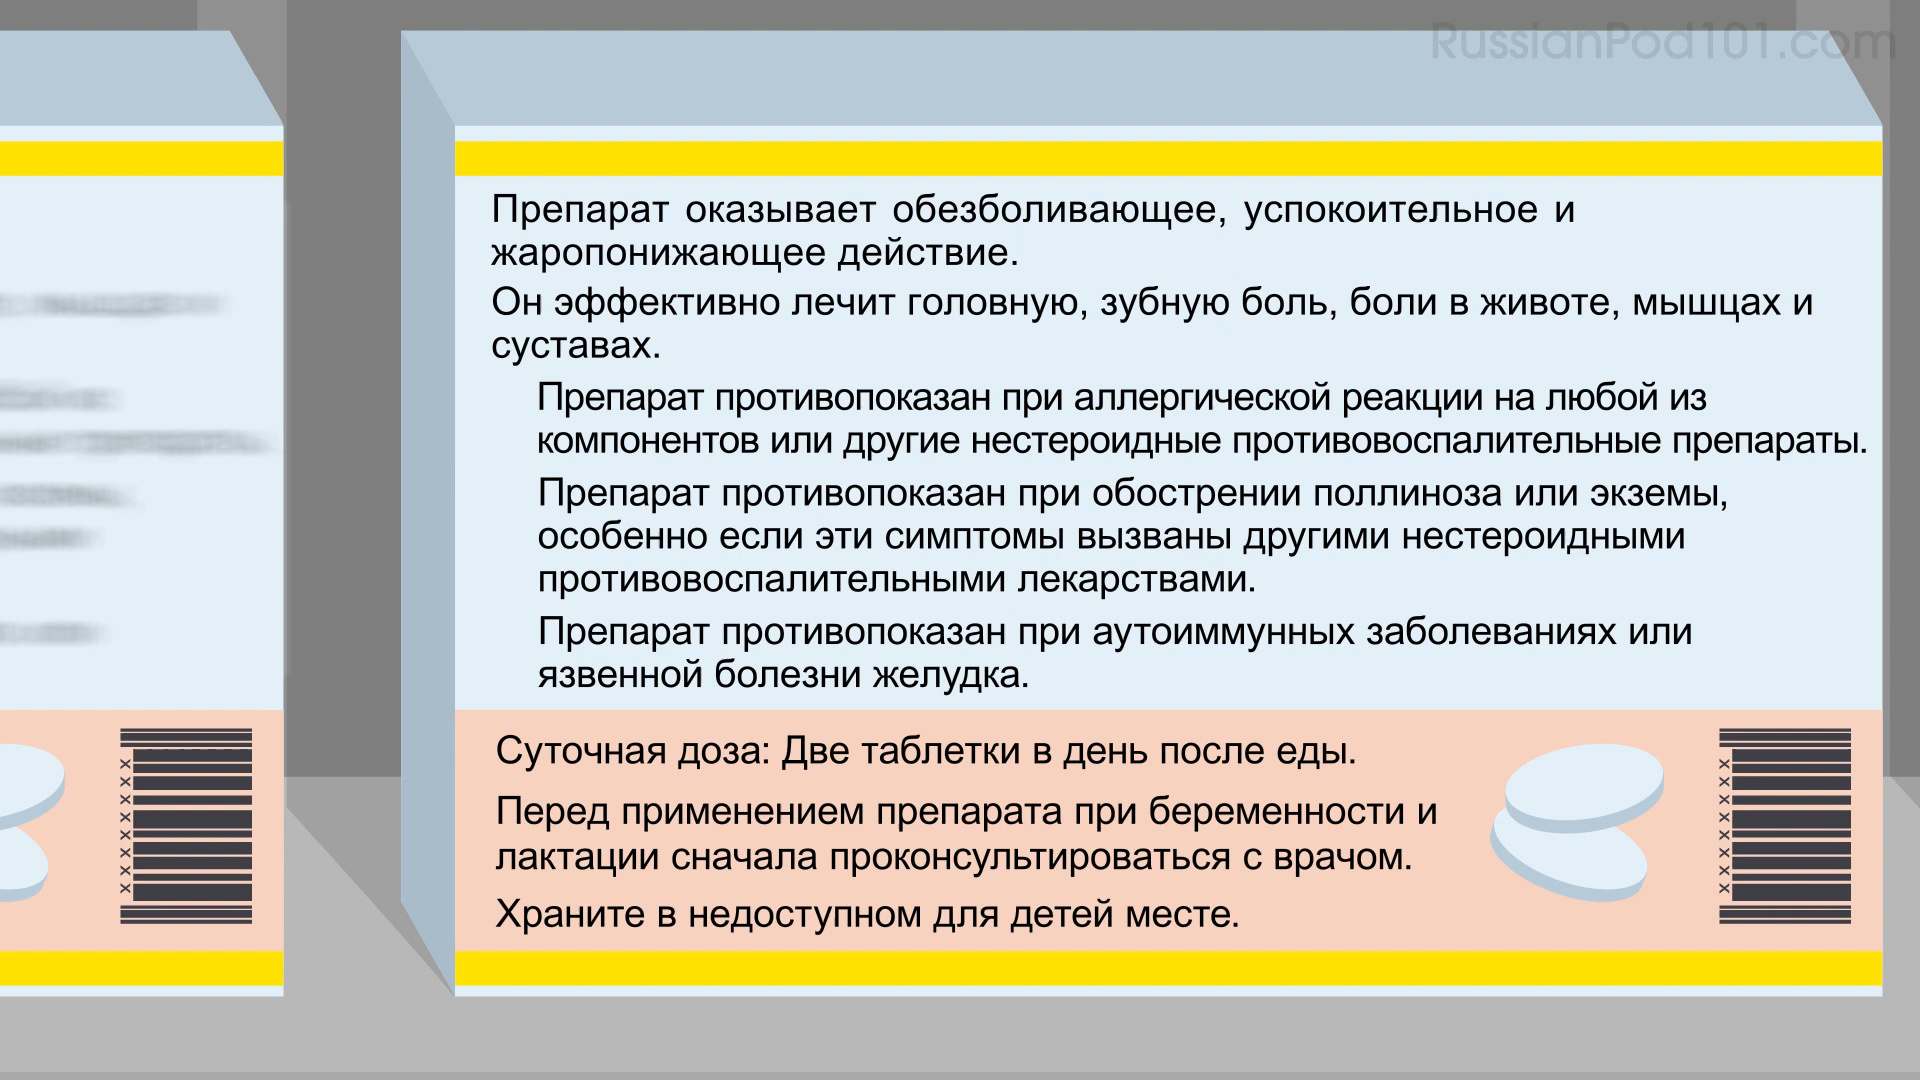 RussianPod101.com
Препарат оказывает обезболивающее, успокоительное и
жаропонижающее действие.
Он эффективно лечит головную, зубную боль, боли в животе, мышцах и
суставах.
Препарат противопоказан при аллергической реакции на любой из
компонентов или другие нестероидные противовоспалительные препараты.
Препарат противопоказан при обострении поллиноза или экземы,
особенно если эти симптомы вызваны другими нестероидными
противовоспалительными лекарствами.
Препарат противопоказан при аутоиммунных заболеваниях или
язвенной болезни желудка.
Суточная доза: Две таблетки в день после еды.
Перед применением препарата при беременности и
лактации сначала проконсультироваться с врачом.
Храните в недоступном для детей месте.
xxxxxxxx
xxxxxxxx